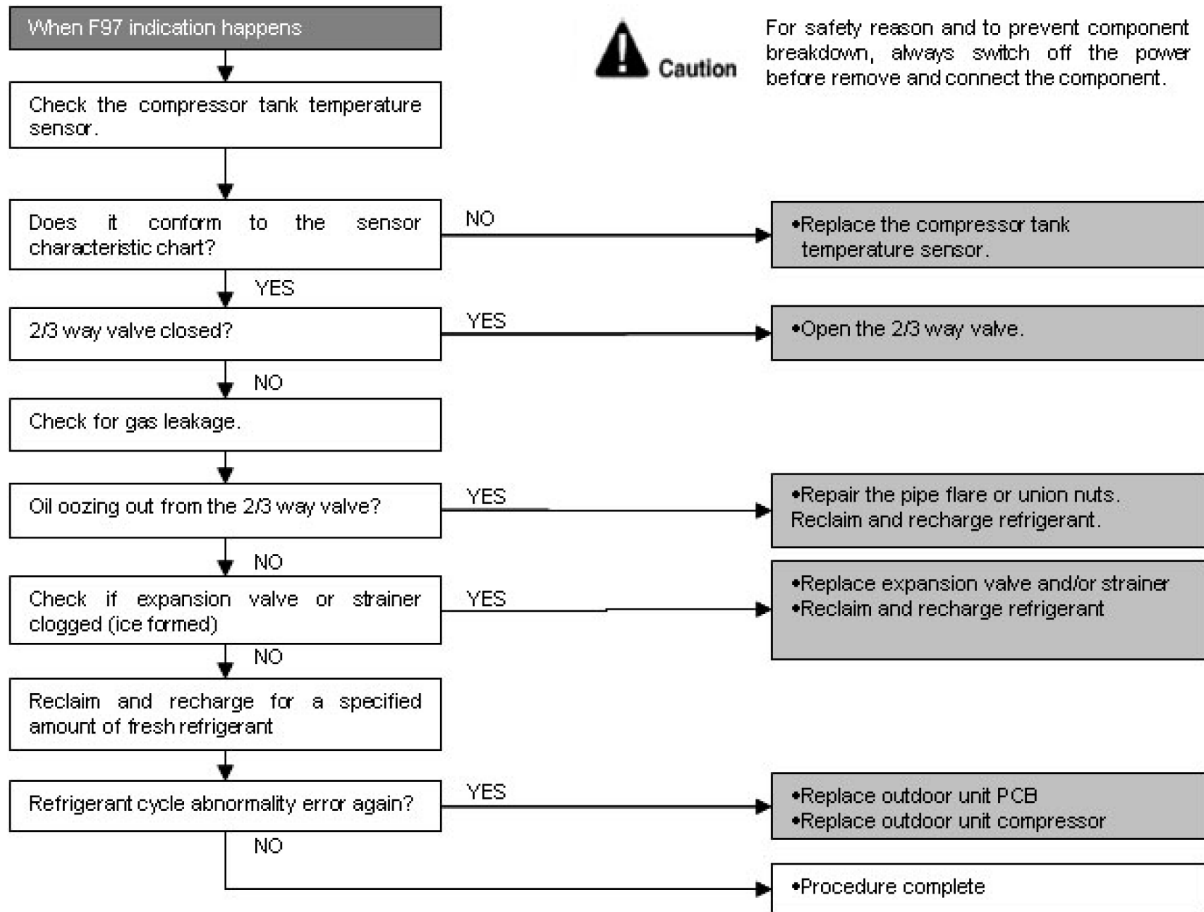 When F97 indication happens
Caution
For safety reason and to prevent component
breakdown, always switch off the power
before remove and connect the component.
Check the compressor tank temperature
sensor.
Does it conform to the sensor
characteristic chart?
NO
•Replace the compressor tank
temperature sensor.
YES
2/3 way valve closed?
YES
•Open the 2/3 way valve.
NO
Check for gas leakage.
Oil oozing out from the 2/3 way valve?
YES
•Repair the pipe flare or union nuts.
Reclaim and recharge refrigerant.
NO
Check if expansion valve or strainer
clogged (ice formed)
YES
•Replace expansion valve and/or strainer
•Reclaim and recharge refrigerant
NO
Reclaim and recharge for a specified
amount of fresh refrigerant
Refrigerant cycle abnormality error again?
YES
•Replace outdoor unit PCB
•Replace outdoor unit compressor
NO
•Procedure complete